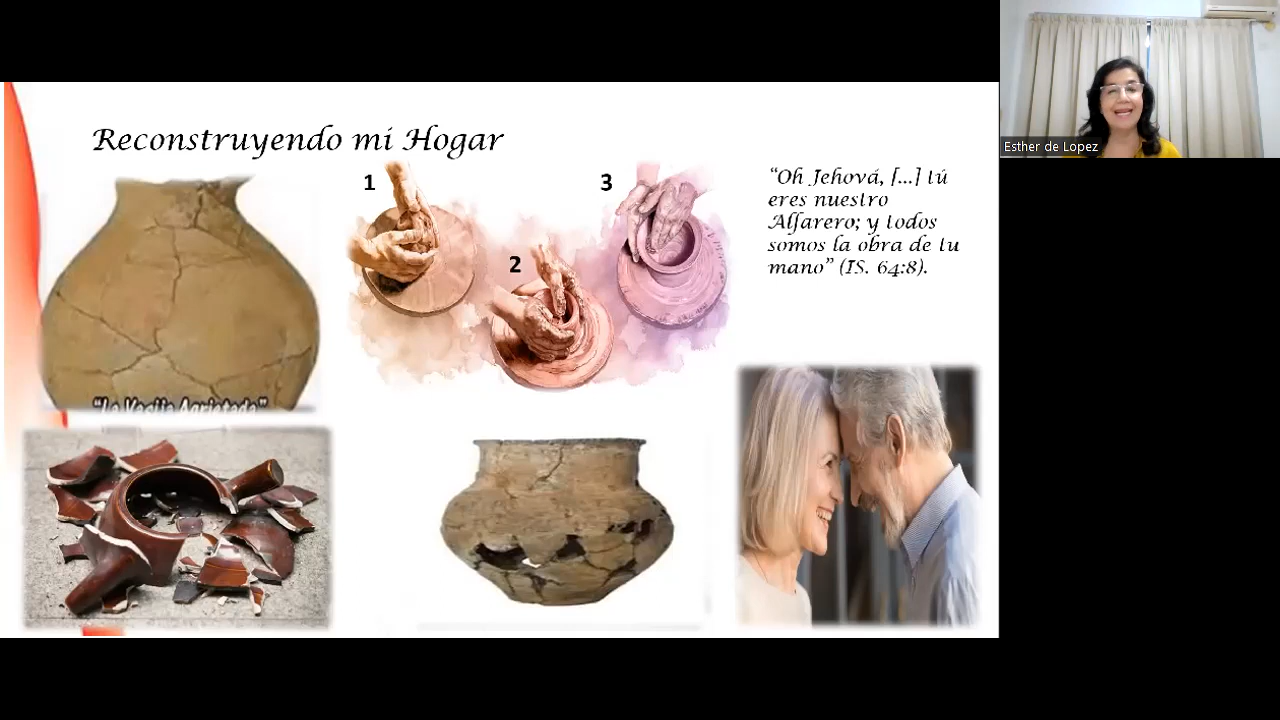 Reconstruyendo mi Hogar
1
2
3
"Oh Jehová, [...] tú
eres nuestro
Alfarero; y todos
somos la obra de tu
mano" (IS. 64:8).
"La Vasija Agrietada"
Esther de Lopez